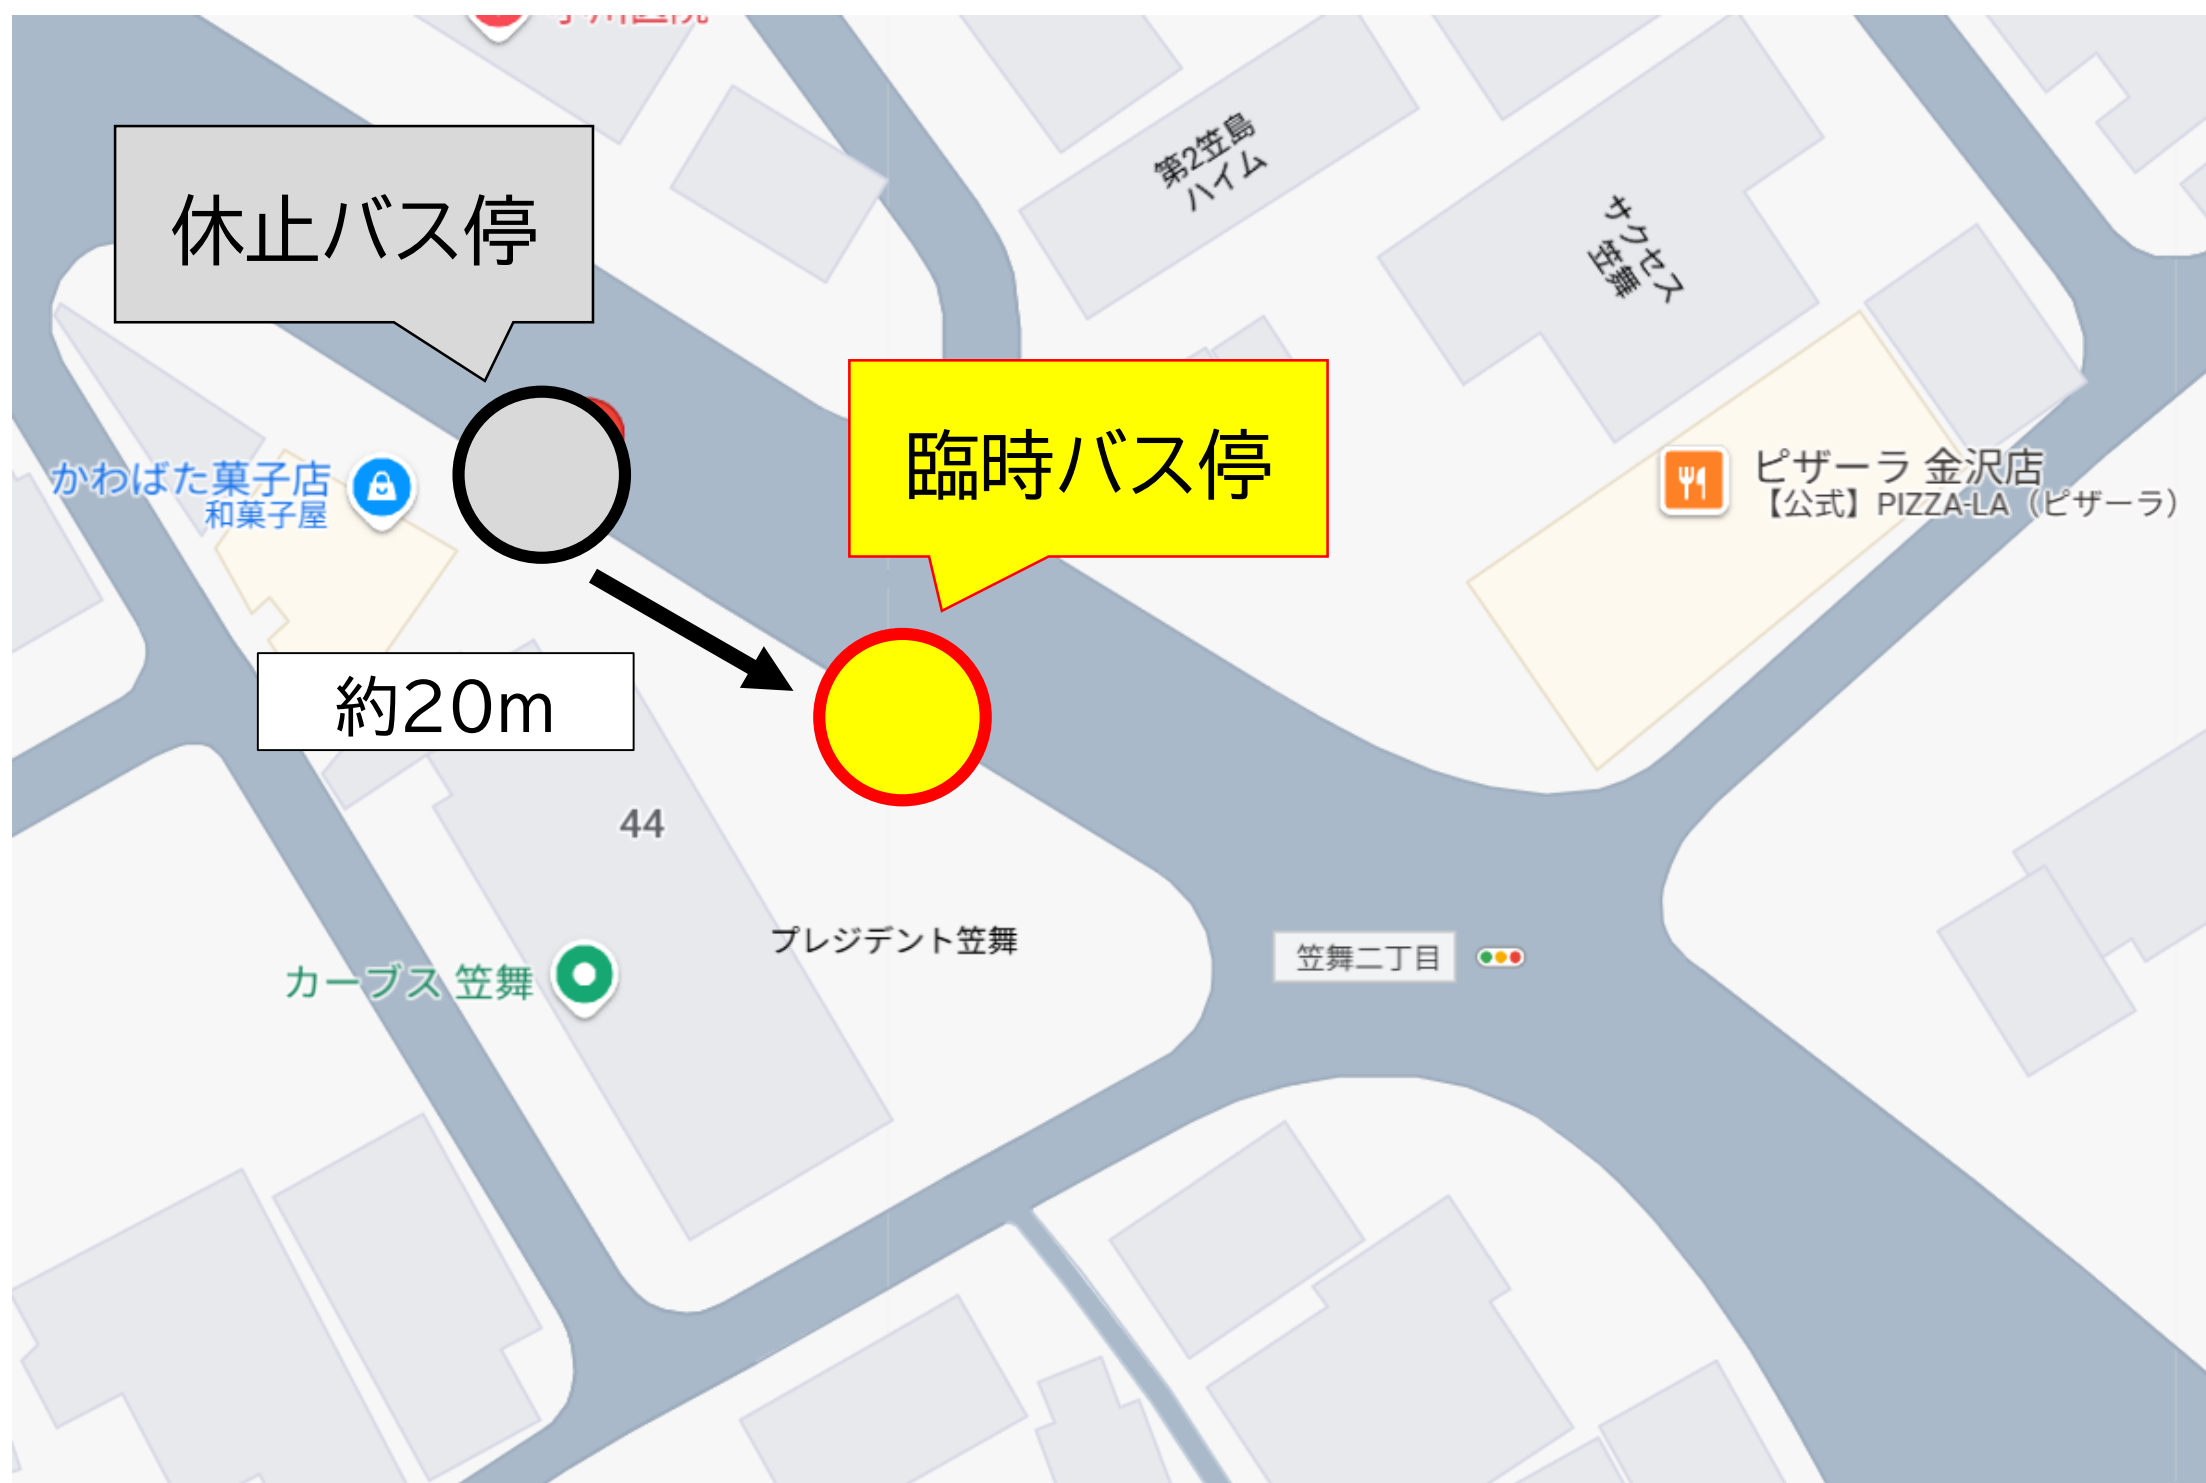 休止バス停
第2笠島
ハイム
サクセス
笠舞
臨時バス停
かわばた菓子店
和菓子屋
ピザーラ 金沢店
【公式】PIZZA-LA（ピザーラ）
約20m
44
プレジデント笠舞
カーブス 笠舞
笠舞二丁目